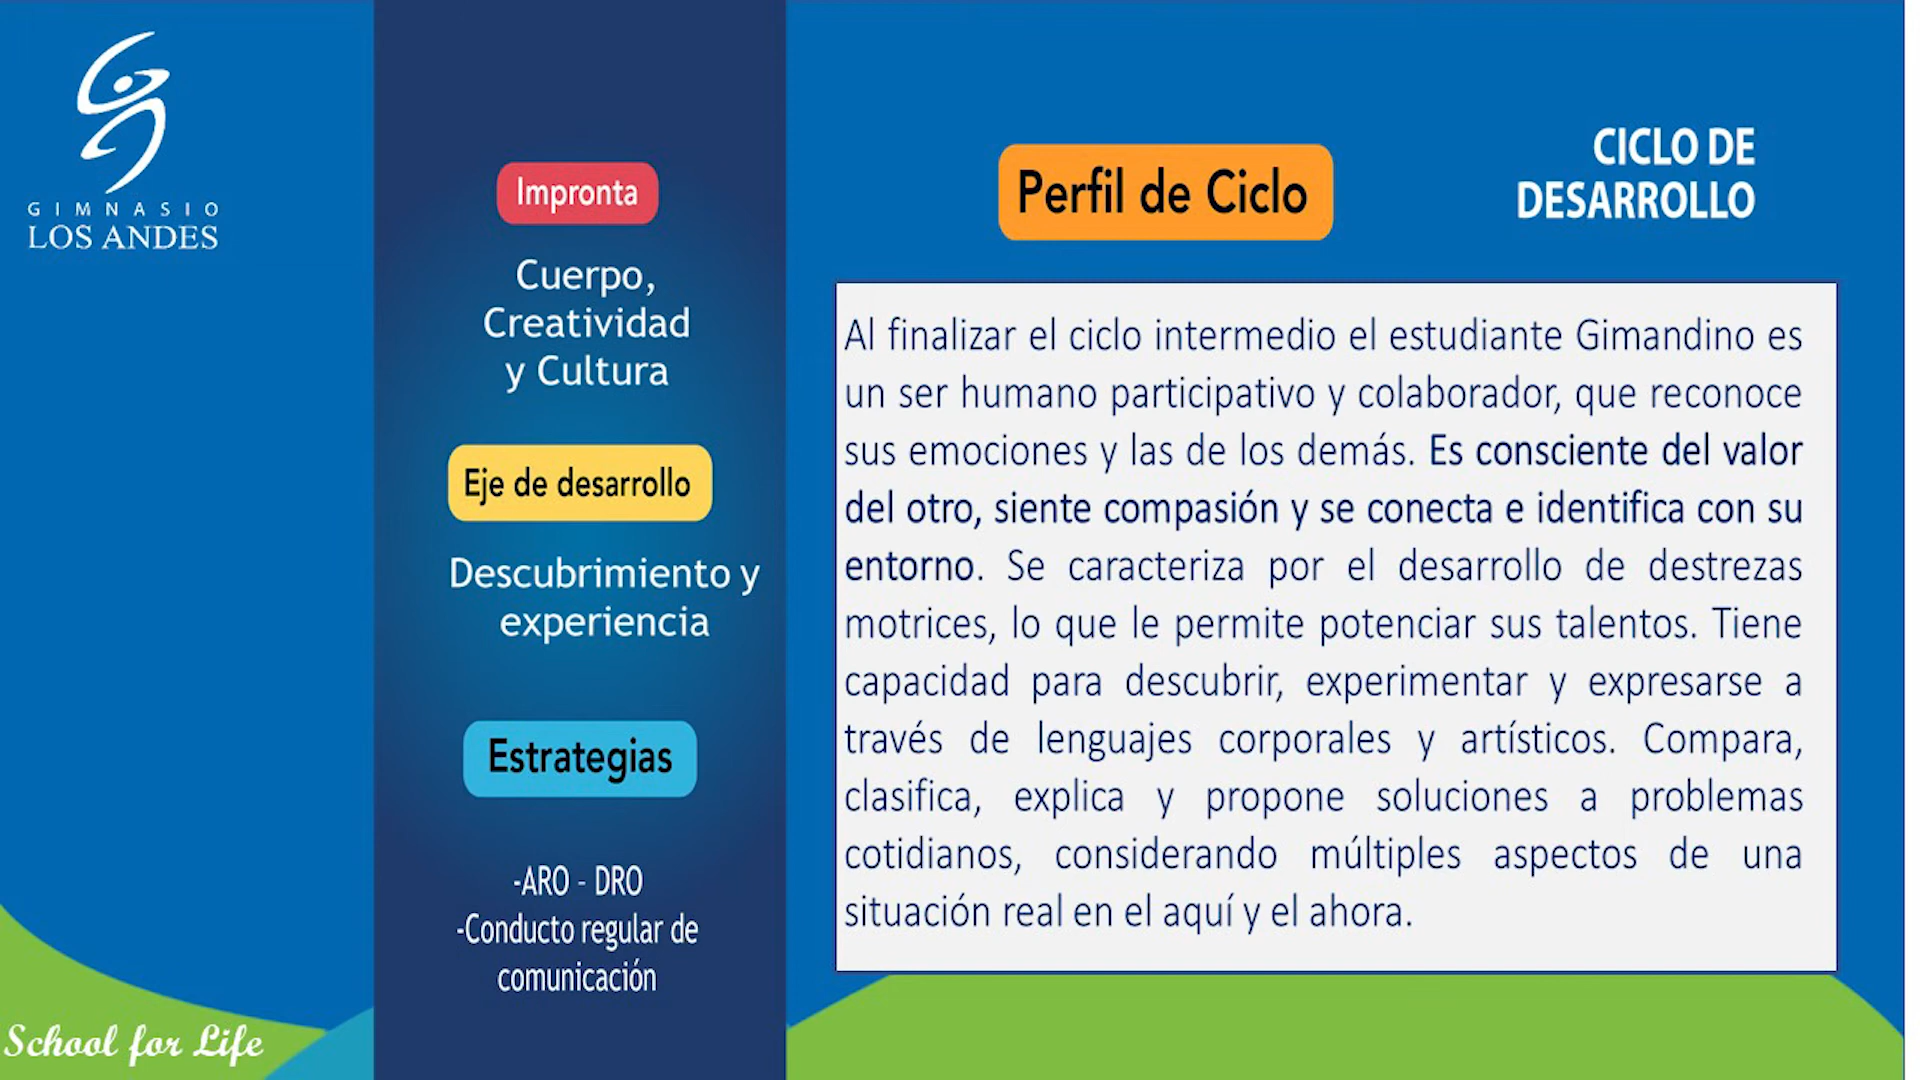 GIMNASIO
LOS ANDES
Impronta
Cuerpo,
Creatividad
y Cultura
Eje de desarrollo
Descubrimiento y
experiencia
Estrategias
-ARO - DRO
-Conducto regular de
comunicación
School for Life
Perfil de Ciclo
CICLO DE
DESARROLLO
Al finalizar el ciclo intermedio el estudiante Gimandino es
un ser humano participativo y colaborador, que reconoce
sus emociones y las de los demás. Es consciente del valor
del otro, siente compasión y se conecta e identifica con su
entorno. Se caracteriza por el desarrollo de destrezas
motrices, lo que le permite potenciar sus talentos. Tiene
capacidad para descubrir, experimentar y expresarse a
través de lenguajes corporales y artísticos. Compara,
clasifica, explica y propone soluciones a problemas
cotidianos, considerando múltiples aspectos de una
situación real en el aquí y el ahora.